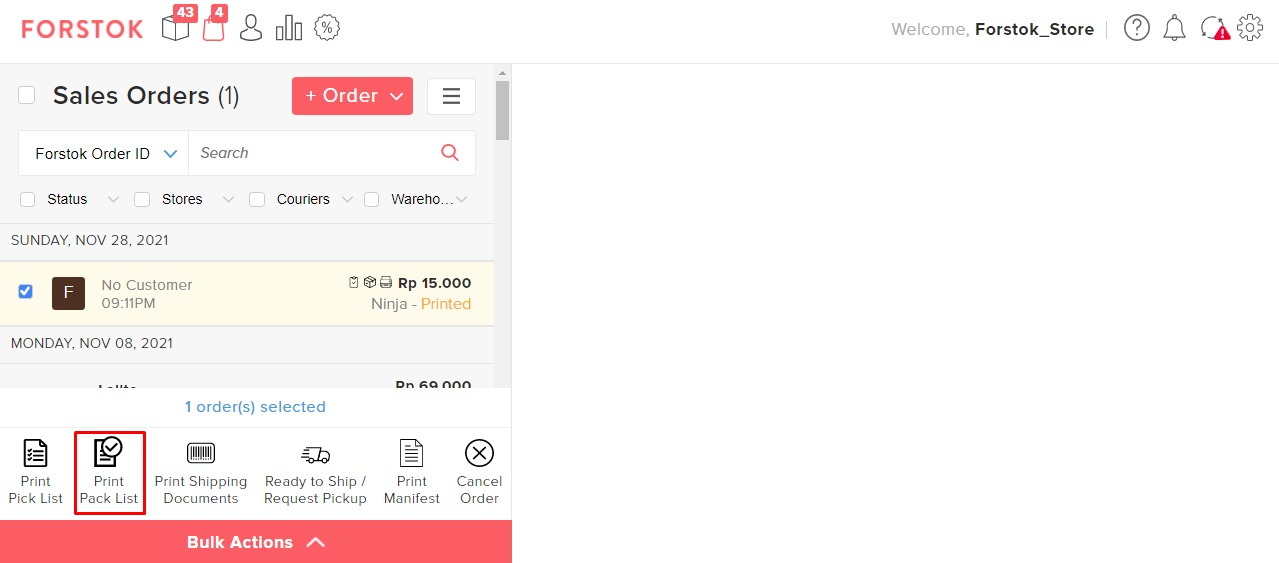 FORSTOK 43 4 % Welcome, Forstok_Store ?
Sales Orders (1) + Order
Forstok Order ID Search
Status Stores Couriers Wareho...
SUNDAY, NOV 28, 2021
F No Customer Rp 15.000
09:11PM Ninja - Printed
MONDAY, NOV 08, 2021
Rp 69.000
1 order(s) selected
Print Print Print Shipping Ready to Ship / Print Cancel
Pick List Pack List Documents Request Pickup Manifest Order
Bulk Actions